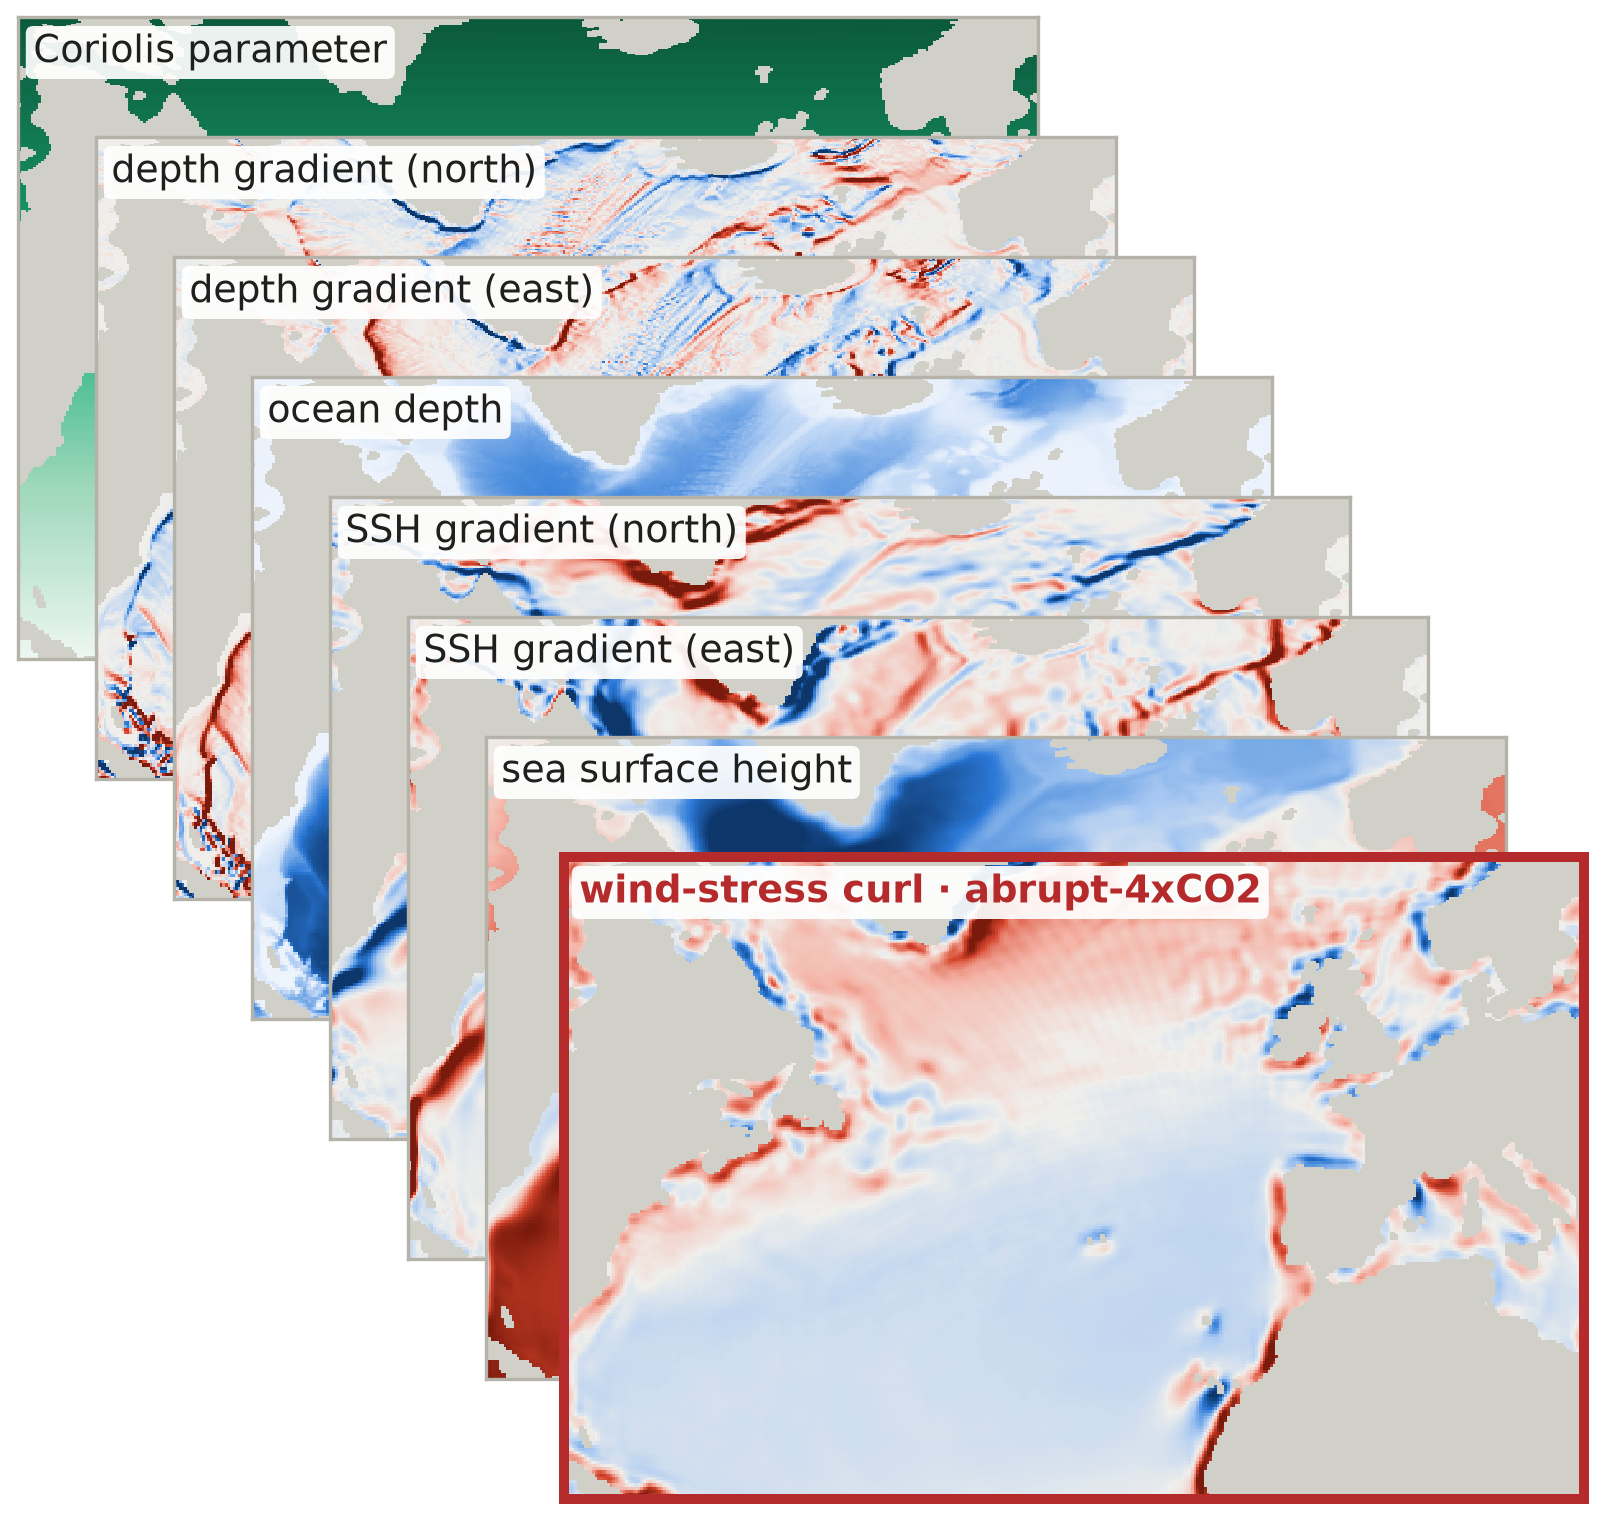 Coriolis parameter
depth gradient (north)
depth gradient (east)
ocean depth
SSH gradient (north)
SSH gradient (east)
sea surface height
wind-stress curl · abrupt-4xCO2